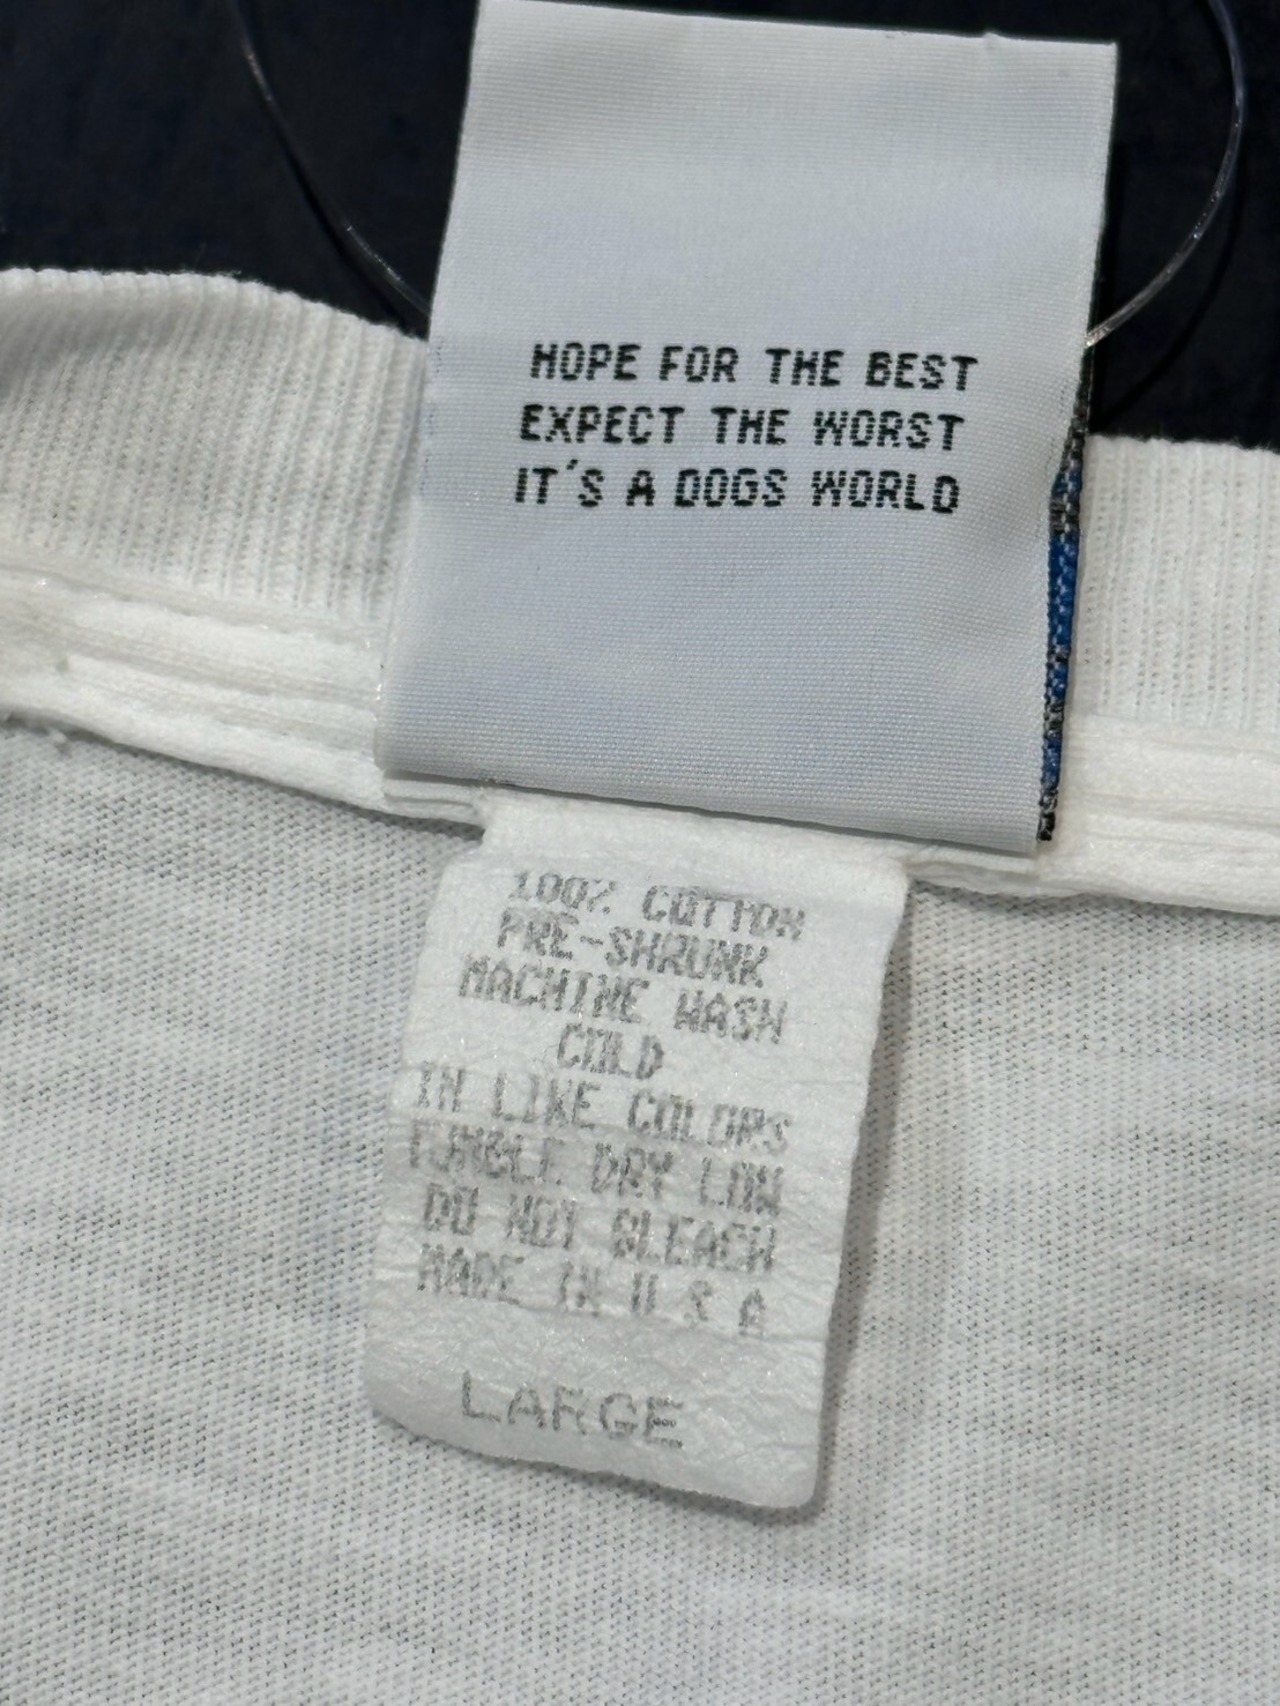 HOPE FOR THE BEST
EXPECT THE WORST
IT'S A DOGS WORLD
100% COTTON
PRE-SHRUNK
MACHINE WASH
COLD
IN LIKE COLORS
TUMBLE DRY LOW
DO NOT BLEACH
MADE IN U S A
LARGE